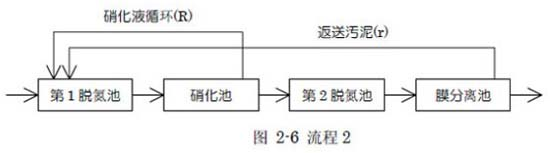 硝化液循环(R)
返送污泥(r)
第1脱氮池
硝化池
第2脱氮池
膜分离池
图 2-6 流程2